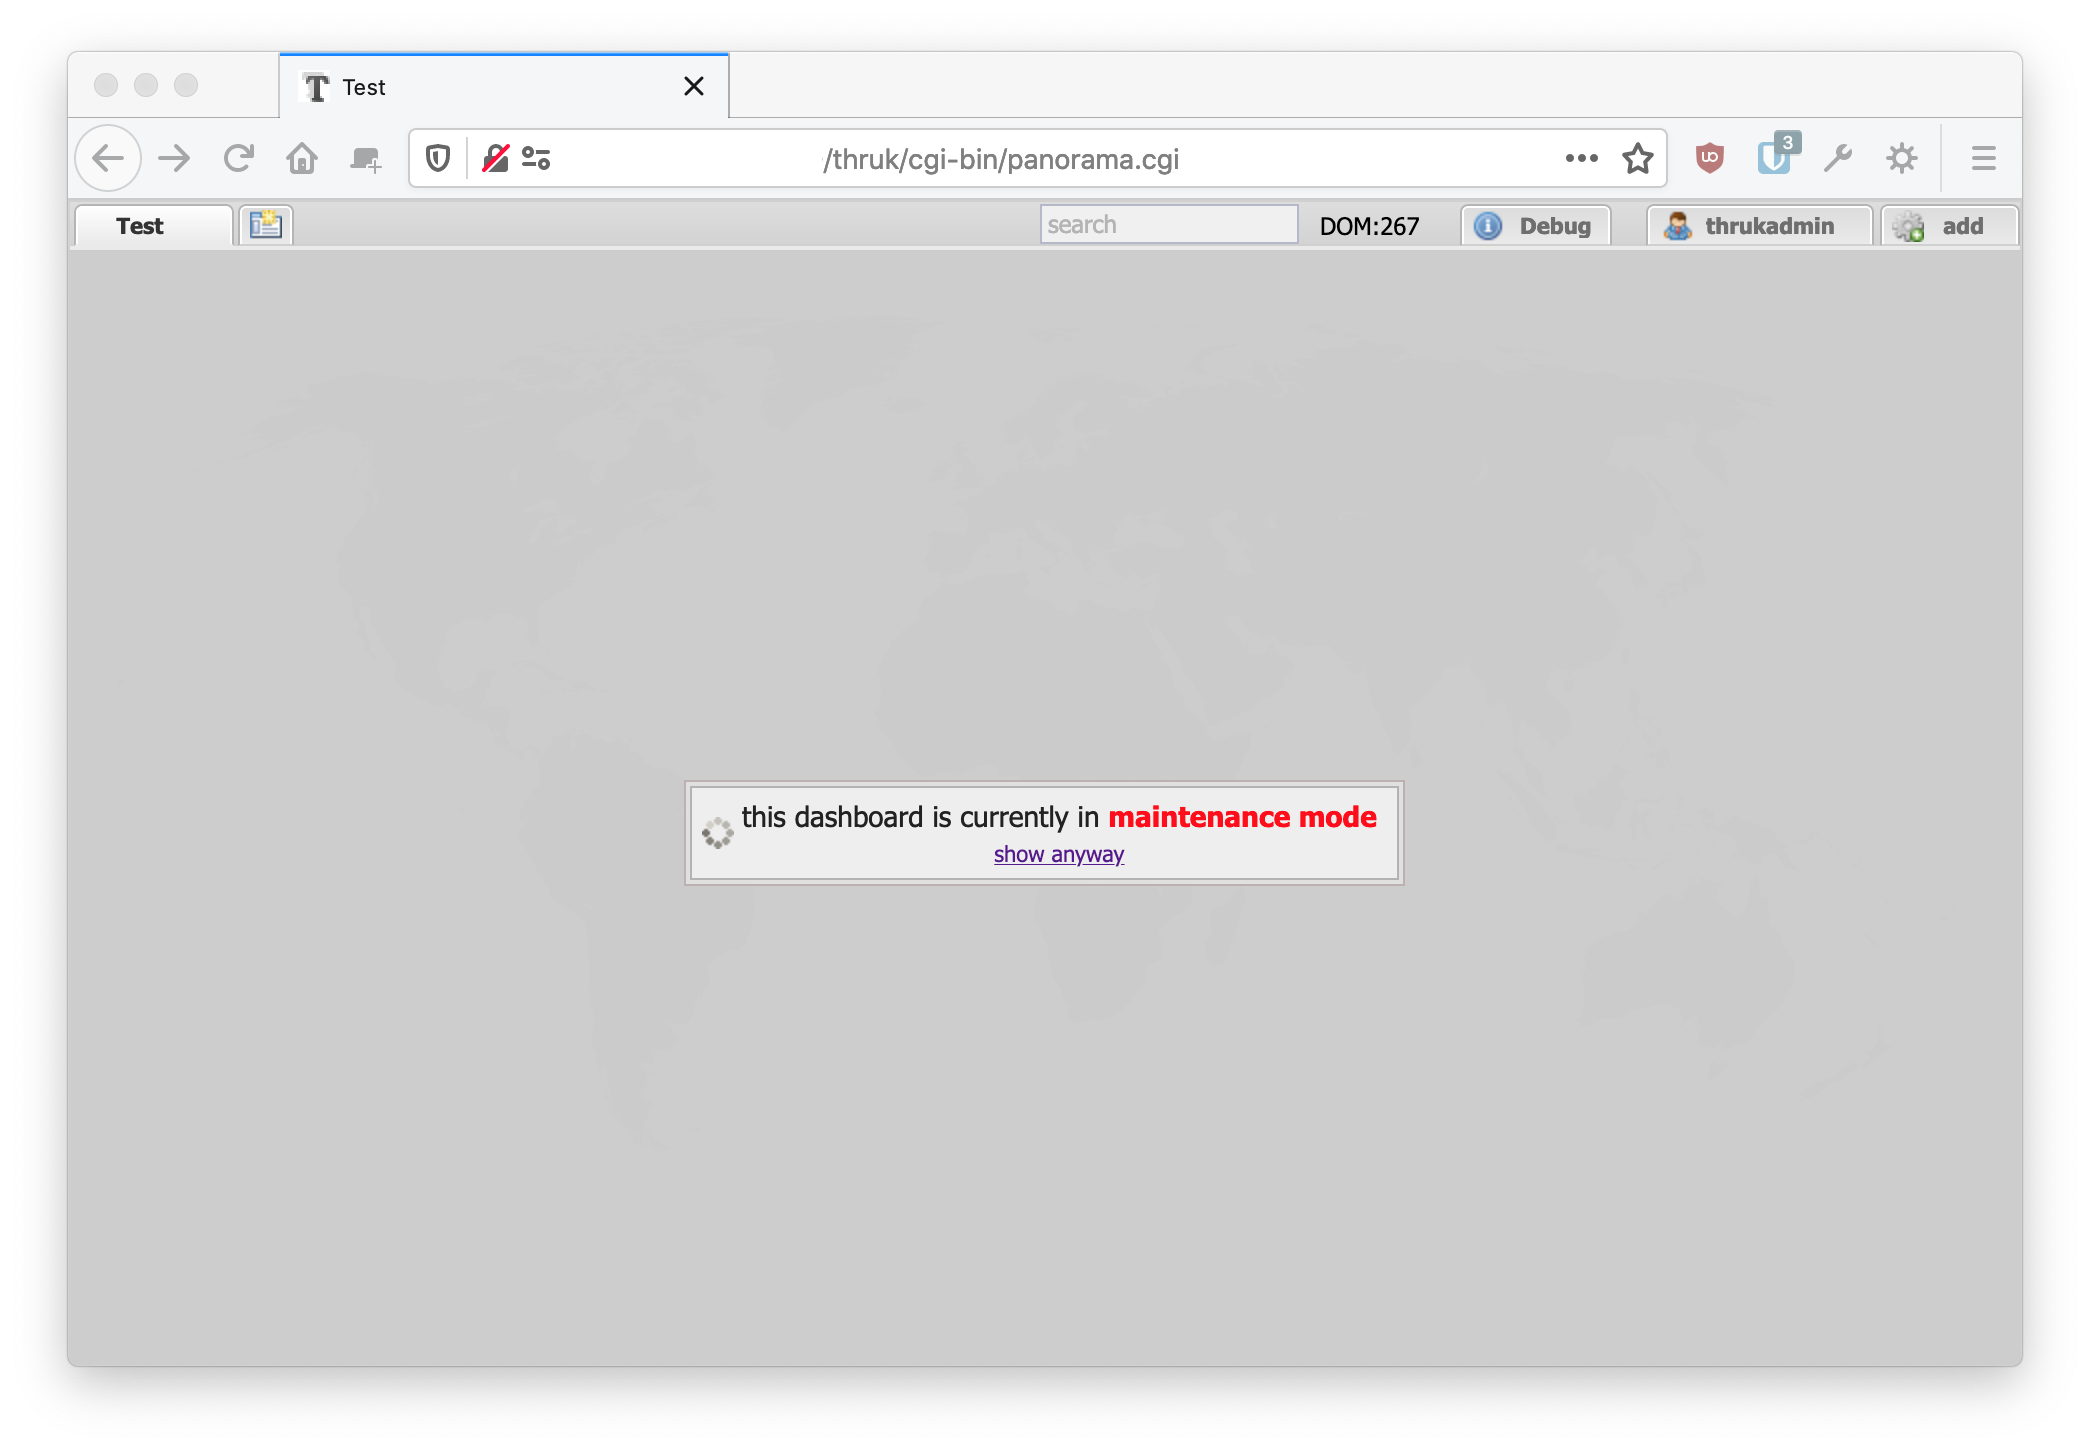 Test
/thruk/cgi-bin/panorama.cgi
3
Test
search
DOM:267
Debug
thrukadmin
add
this dashboard is currently in maintenance mode
show anyway